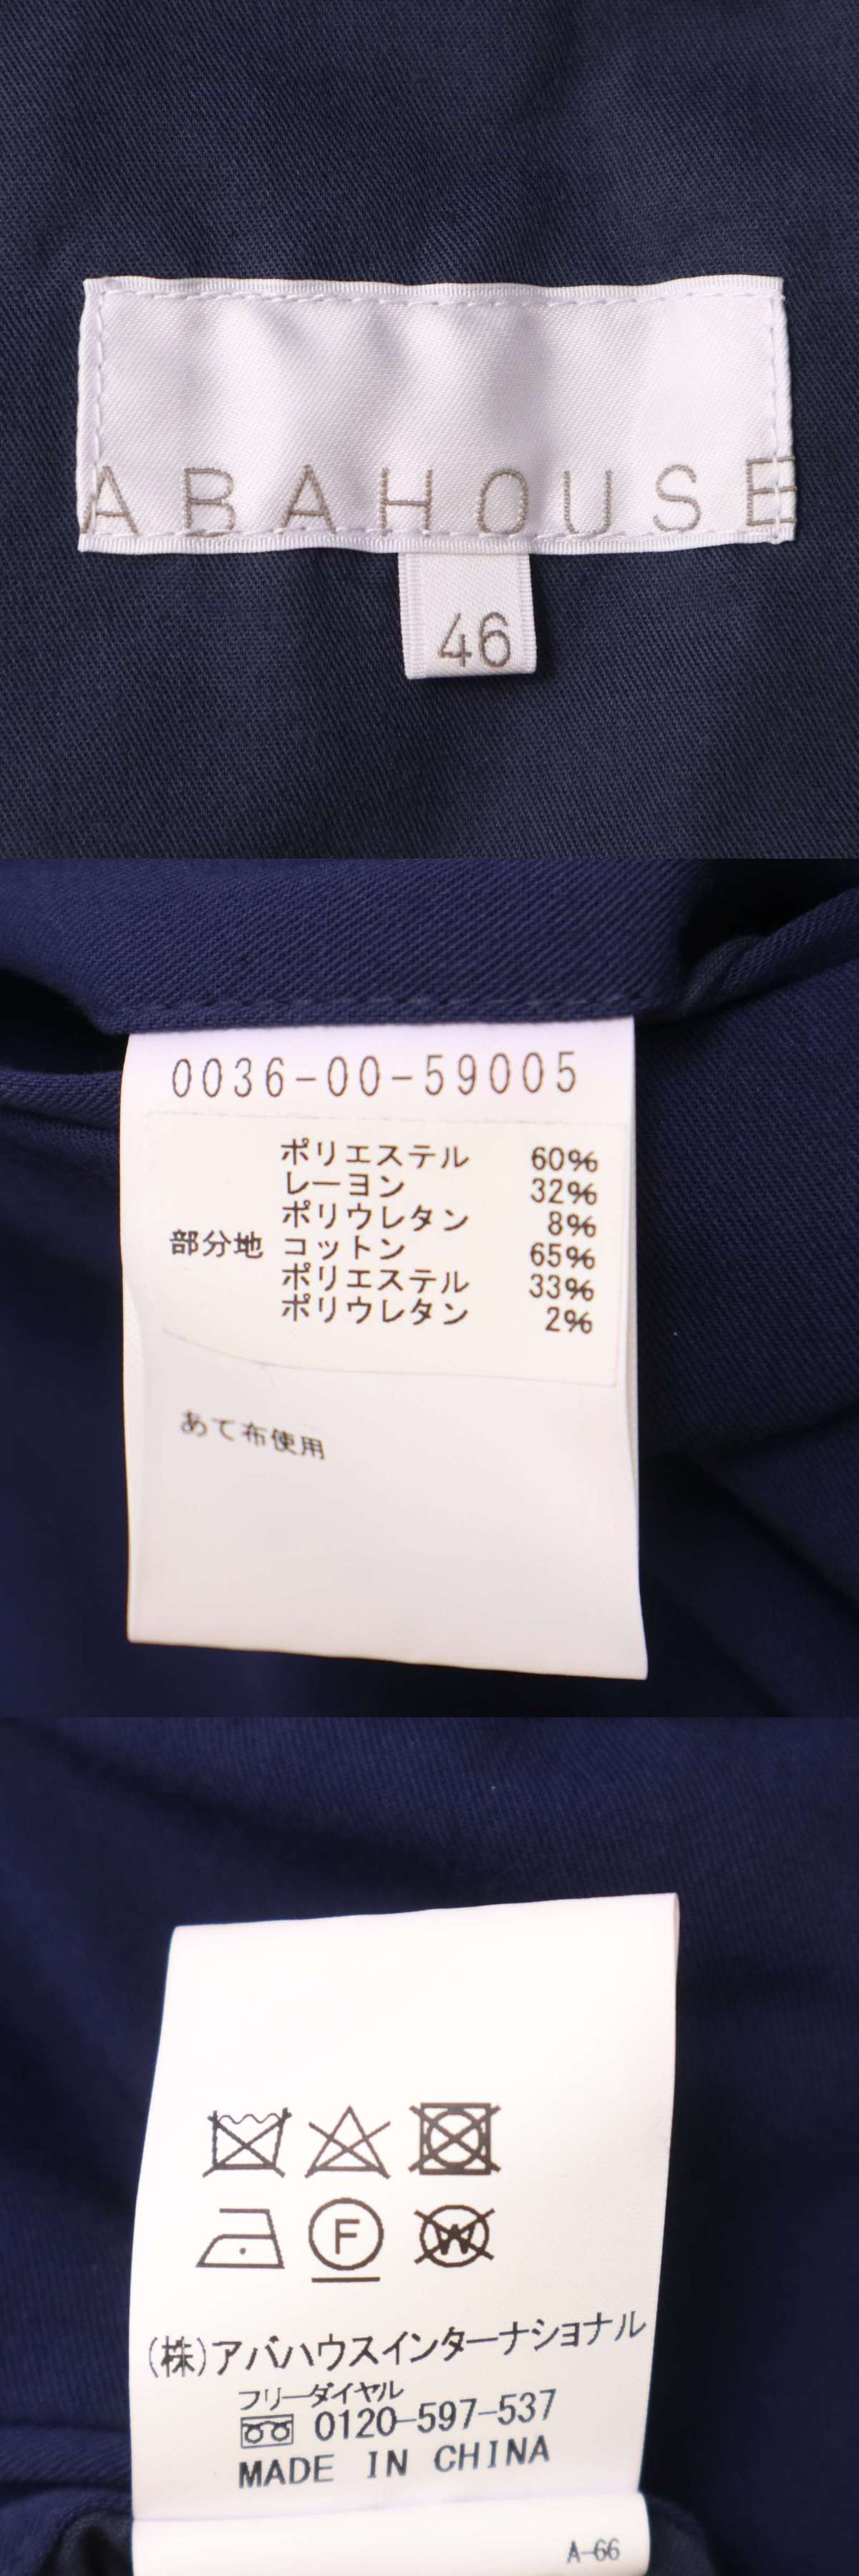 ABAHOUSE
46
0036-00-59005
ポリエステル 60%
レーヨン 32%
ポリウレタン 8%
部分地 コットン 65%
ポリエステル 33%
ポリウレタン 2%
あて布使用
F
W
(株)アバハウスインターナショナル
フリーダイヤル
0120-597-537
MADE IN CHINA
A-66